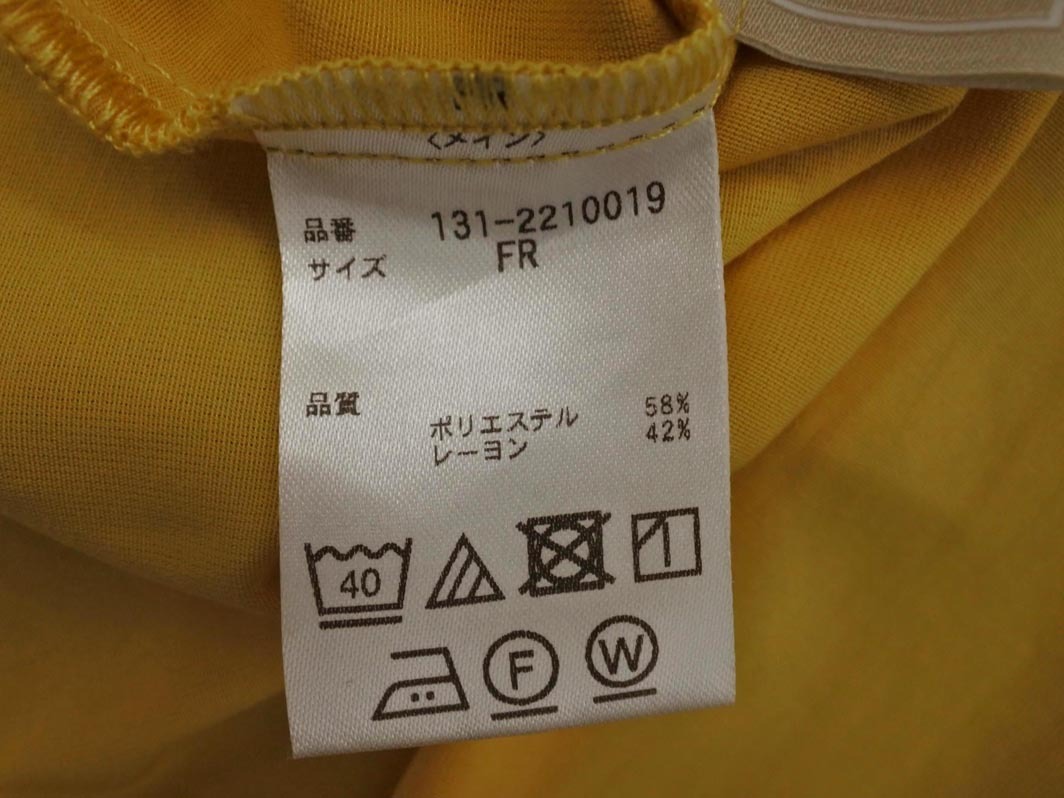 〈メイン〉
品番 131-2210019
サイズ FR
品質 ポリエステル 58%
レーヨン 42%
40
F W